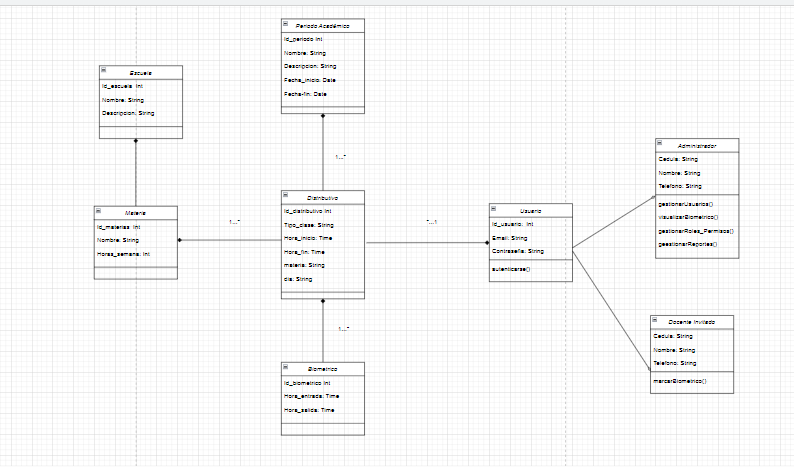 Periodo Académico
Id_periodo Int
Nombre: String
Descripcion: String
Fecha_inicio: Date
Fecha-fin: Date
Escuela
Id_escuela Int
Nombre: String
Descripcion: String
1...*
Materia
Id_materias Int
Nombre: String
Horas_semana: Int
1...*
Distributivo
Id_distributivo Int
Tipo_clase: String
Hora_inicio: Time
Hora_fin: Time
materia: String
dia: String
*...1
Usuario
Id_usuario: Int
Email: String
Contraseña: String
autenticarse()
Administrador
Cedula: String
Nombre: String
Telefono: String
gestionarUsuarios()
visualizarBiometrico()
gestionarRoles_Permisos()
geestionarReportes()
1...*
Biometrico
Id_biometrico Int
Hora_entrada: Time
Hora_salida: Time
Docente Invitado
Cedula: String
Nombre: String
Telefono: String
marcarBiometrico()